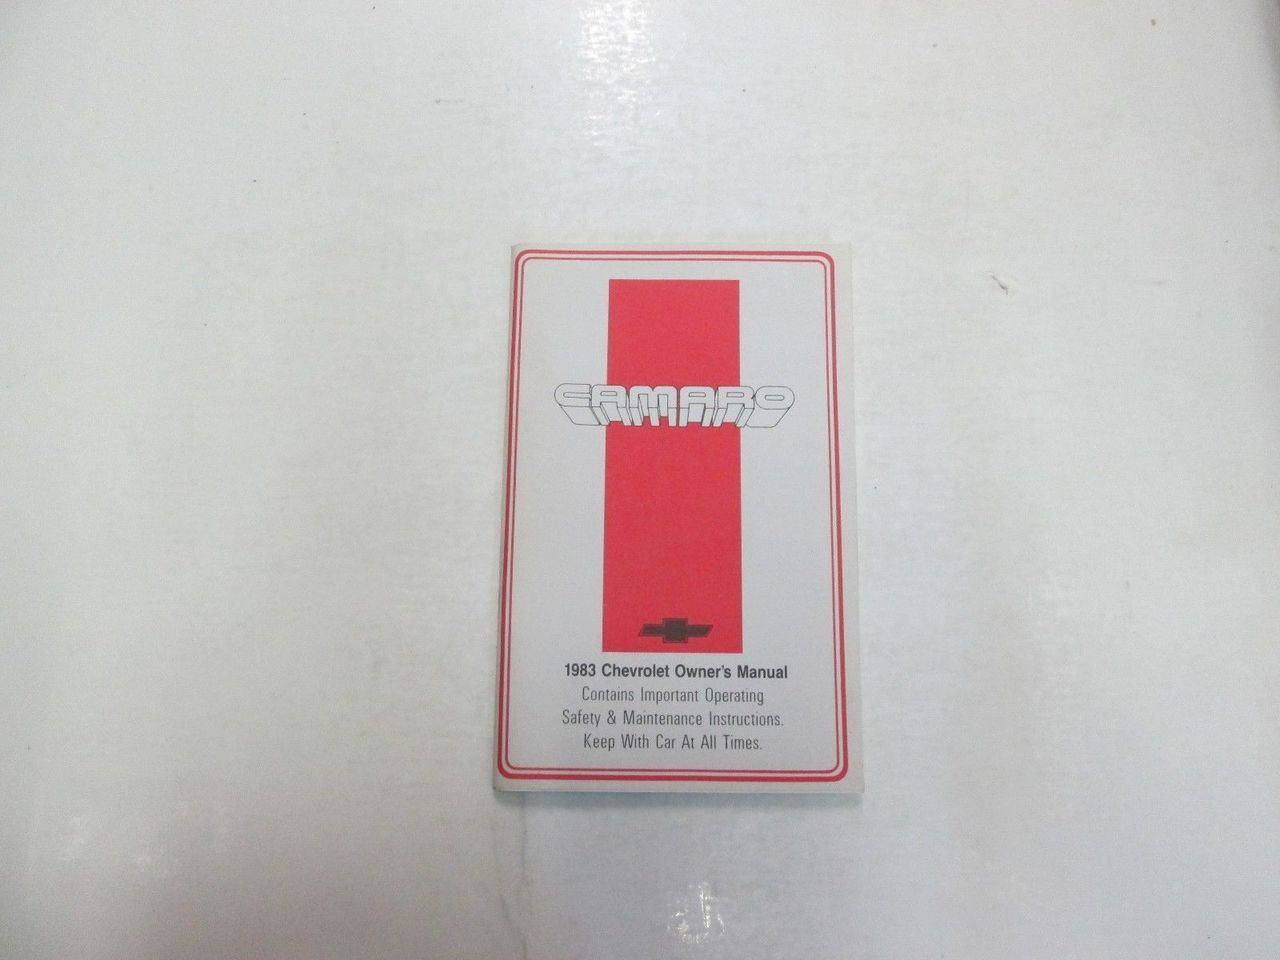 CAMARO
1983 Chevrolet Owner's Manual
Contains Important Operating
Safety & Maintenance Instructions.
Keep With Car At All Times.